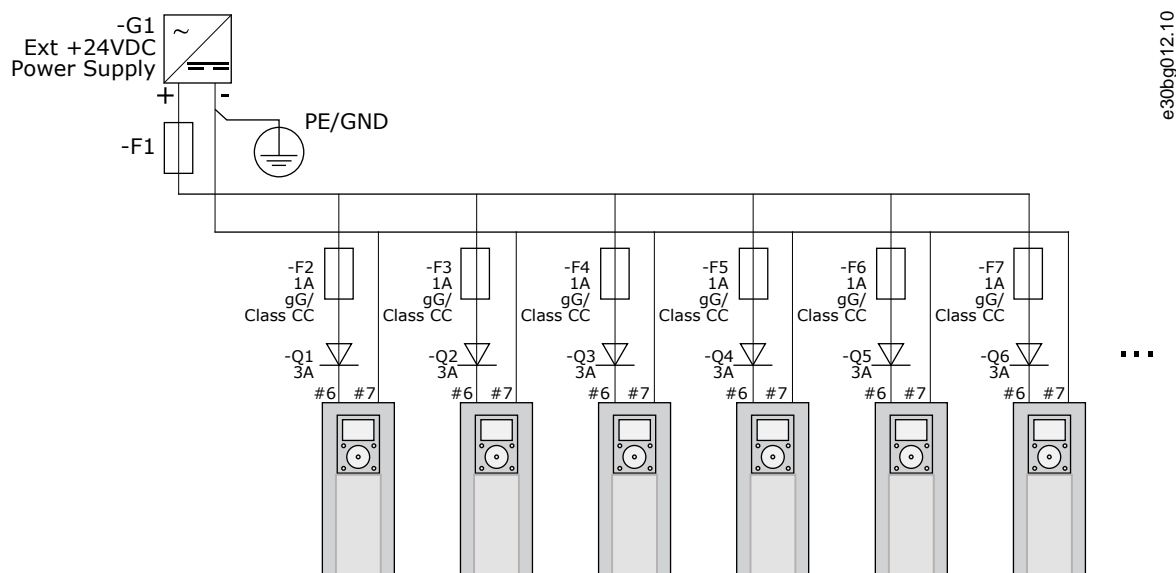 -G1
Ext +24VDC
Power Supply
+ -
PE/GND
-F1
-F2
1A
gG/
Class CC
-F3
1A
gG/
Class CC
-F4
1A
gG/
Class CC
-F5
1A
gG/
Class CC
-F6
1A
gG/
Class CC
-F7
1A
gG/
Class CC
-Q1
3A
-Q2
3A
-Q3
3A
-Q4
3A
-Q5
3A
-Q6
3A
...
#6 #7
#6 #7
#6 #7
#6 #7
#6 #7
#6 #7
e30bg012.10